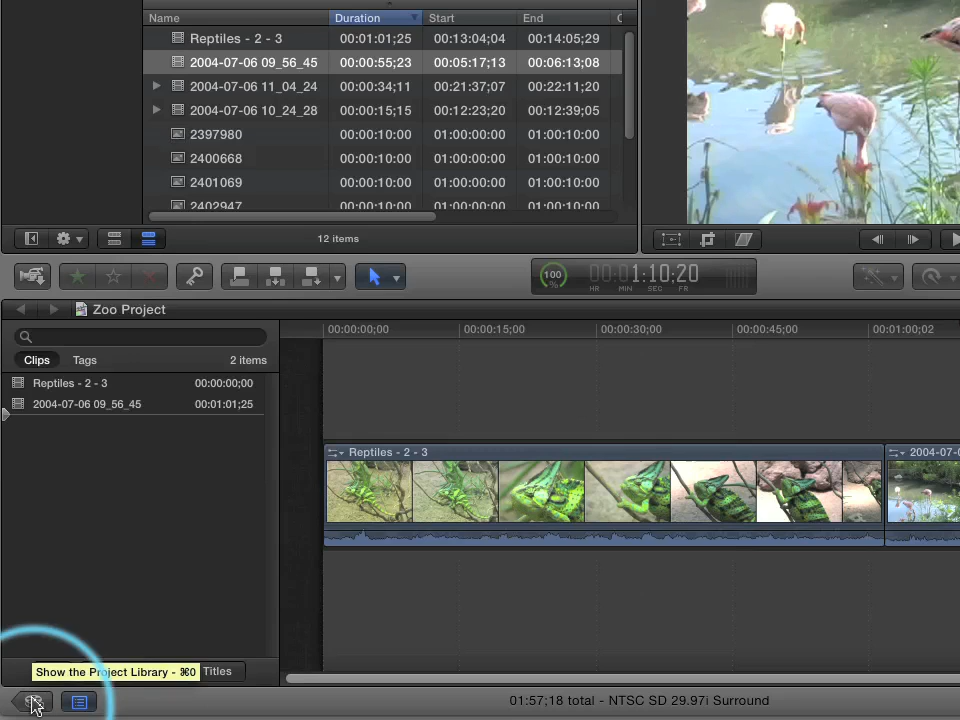 Name Duration Start End
Reptiles - 2 - 3 00:01:01;25 00:13:04;04 00:14:05;29
2004-07-06 09_56_45 00:00:55;23 00:05:17;13 00:06:13;08
2004-07-06 11_04_24 00:00:34;11 00:21:37;07 00:22:11;20
2004-07-06 10_24_28 00:00:15;15 00:12:23;20 00:12:39;05
2397980 00:00:10:00 01:00:00:00 01:00:10:00
2400668 00:00:10:00 01:00:00:00 01:00:10:00
2401069 00:00:10:00 01:00:00:00 01:00:10:00
2402947 00:00:10:00 01:00:00:00 01:00:10:00
12 items
100
%
1:10;20
HR MIN SEC FR
Zoo Project
00:00:00;00 00:00:15;00 00:00:30;00 00:00:45;00 00:01:00;02
Clips Tags 2 items
Reptiles - 2 - 3 00:00:00;00
2004-07-06 09_56_45 00:01:01;25
Reptiles - 2 - 3 2004-07-0
Show the Project Library - ⌘0 Titles
01:57;18 total - NTSC SD 29.97i Surround